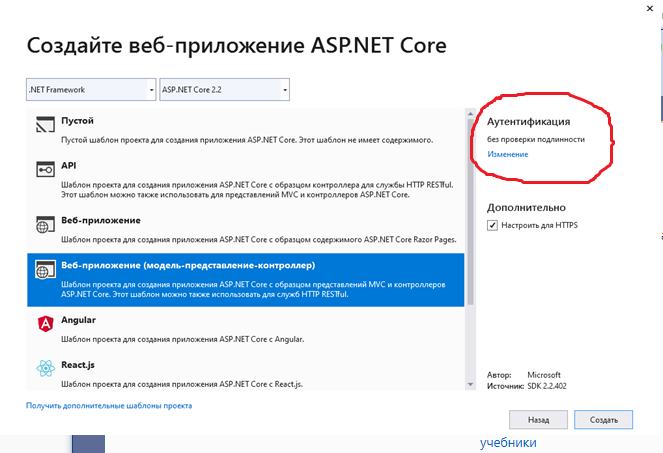 Создайте веб-приложение ASP.NET Core
.NET Framework
ASP.NET Core 2.2
Пустой
Пустой шаблон проекта для создания приложения ASP.NET Core. Этот шаблон не имеет содержимого.
API
Шаблон проекта для создания приложения ASP.NET Core с образцом контроллера для службы HTTP RESTful.
Этот шаблон можно также использовать для представлений MVC и контроллеров ASP.NET Core.
Веб-приложение
Шаблон проекта для создания приложения ASP.NET Core с образцом содержимого ASP.NET Core Razor Pages.
Веб-приложение (модель-представление-контроллер)
Шаблон проекта для создания приложения ASP.NET Core с образцом представлений MVC и контроллеров
ASP.NET Core. Этот шаблон можно также использовать для служб HTTP RESTful.
Angular
Шаблон проекта для создания приложения ASP.NET Core с Angular.
React.js
Шаблон проекта для создания приложения ASP.NET Core с React.js.
Получить дополнительные шаблоны проекта
Аутентификация
без проверки подлинности
Изменение
Дополнительно
Настроить для HTTPS
Автор: Microsoft
Источник: SDK 2.2.402
Назад
Создать
учебники